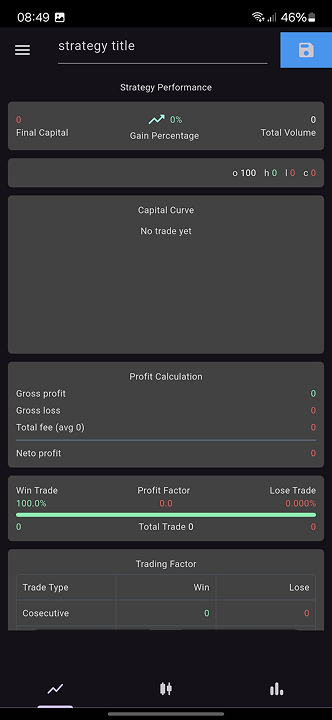 08:49 46%
strategy title
Strategy Performance
0 0% 0
Final Capital Gain Percentage Total Volume
o 100 h 0 l 0 c 0
Capital Curve
No trade yet
Profit Calculation
Gross profit 0
Gross loss 0
Total fee (avg 0) 0
Neto profit 0
Win Trade Profit Factor Lose Trade
100.0% 0.0 0.000%
0 Total Trade 0 0
Trading Factor
Trade Type Win Lose
Cosecutive 0 0